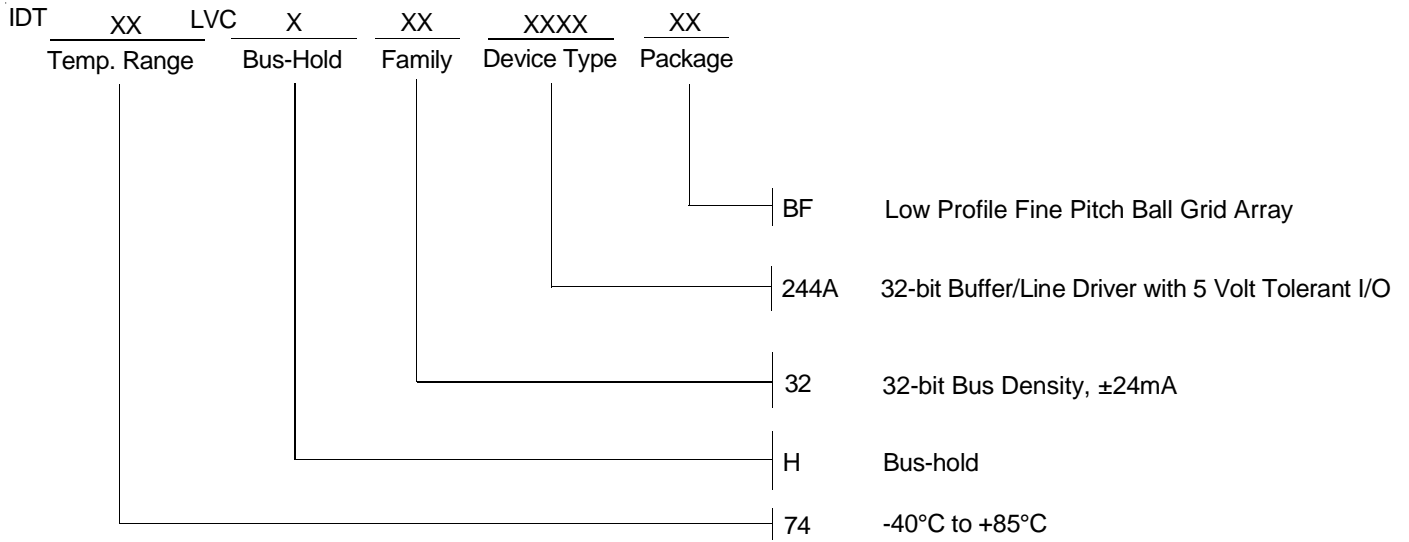 IDT XX LVC X XX XXXX XX
Temp. Range Bus-Hold Family Device Type Package
BF Low Profile Fine Pitch Ball Grid Array
244A 32-bit Buffer/Line Driver with 5 Volt Tolerant I/O
32 32-bit Bus Density, ±24mA
H Bus-hold
74 -40°C to +85°C